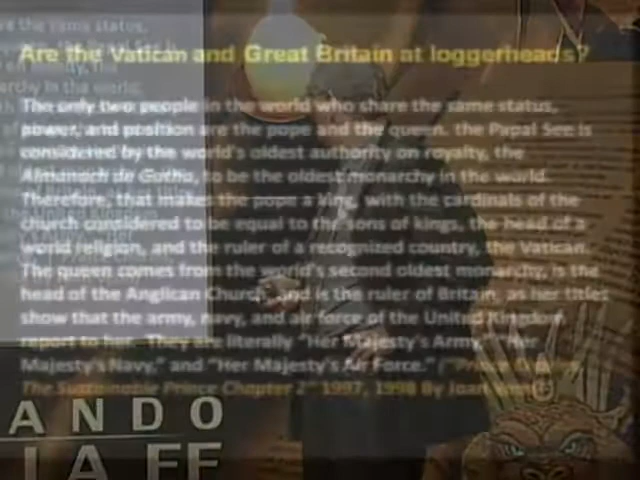 Are the Vatican and Great Britain at loggerheads?
The only two people in the world who share the same status,
power, and position are the pope and the queen. the Papal See is
considered by the world's oldest authority on royalty, the
Almanach de Gotha, to be the oldest monarchy in the world.
Therefore, that makes the pope a king, with the cardinals of the
church considered to be equal to the sons of kings, the head of a
world religion, and the ruler of a recognized country, the Vatican.
The queen comes from the world's second oldest monarchy, is the
head of the Anglican Church, and is the ruler of Britain, as her titles
show that the army, navy, and air force of the United Kingdom
report to her. They are literally "Her Majesty's Army," "Her
Majesty's Navy," and "Her Majesty's Air Force." ("Prince
The Sustainable Prince Chapter 2" 1997, 1998 By Joan
ANDO
LA FE